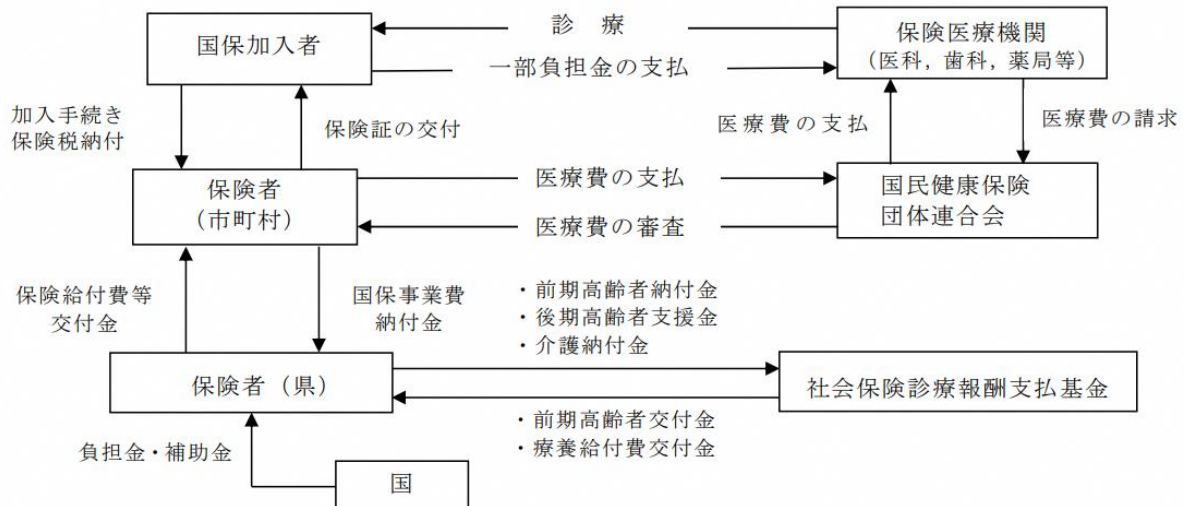 国保加入者
診 療
保険医療機関
(医科,歯科,薬局等)
一部負担金の支払
加入手続き
保険税納付
保険証の交付
医療費の支払
医療費の請求
保険者
(市町村)
医療費の支払
医療費の審査
国民健康保険
団体連合会
保険給付費等
交付金
国保事業費
納付金
・前期高齢者納付金
・後期高齢者支援金
・介護納付金
保険者(県)
社会保険診療報酬支払基金
・前期高齢者交付金
・療養給付費交付金
負担金・補助金
国